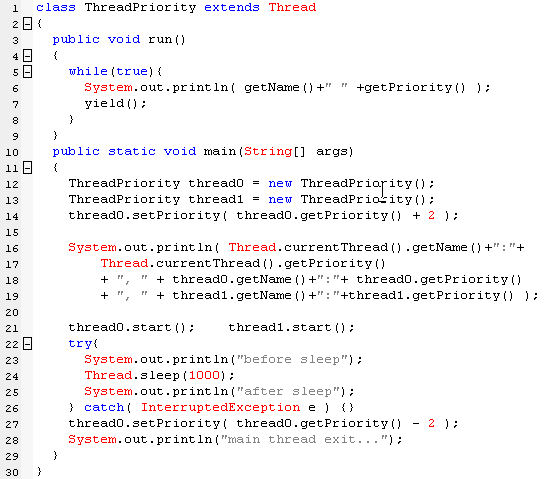 1 class ThreadPriority extends Thread
2 {
3   public void run()
4   {
5     while(true){
6       System.out.println( getName()+" " +getPriority() );
7       yield();
8     }
9   }
10   public static void main(String[] args)
11   {
12     ThreadPriority thread0 = new ThreadPriority();
13     ThreadPriority thread1 = new ThreadPriority();
14     thread0.setPriority( thread0.getPriority() + 2 );
15
16     System.out.println( Thread.currentThread().getName()+":"+
17         Thread.currentThread().getPriority()
18         + ", " + thread0.getName()+":"+ thread0.getPriority()
19         + ", " + thread1.getName()+":"+thread1.getPriority() );
20
21     thread0.start();    thread1.start();
22     try{
23       System.out.println("before sleep");
24       Thread.sleep(1000);
25       System.out.println("after sleep");
26     } catch( InterruptedException e ) {}
27     thread0.setPriority( thread0.getPriority() - 2 );
28     System.out.println("main thread exit...");
29   }
30 }